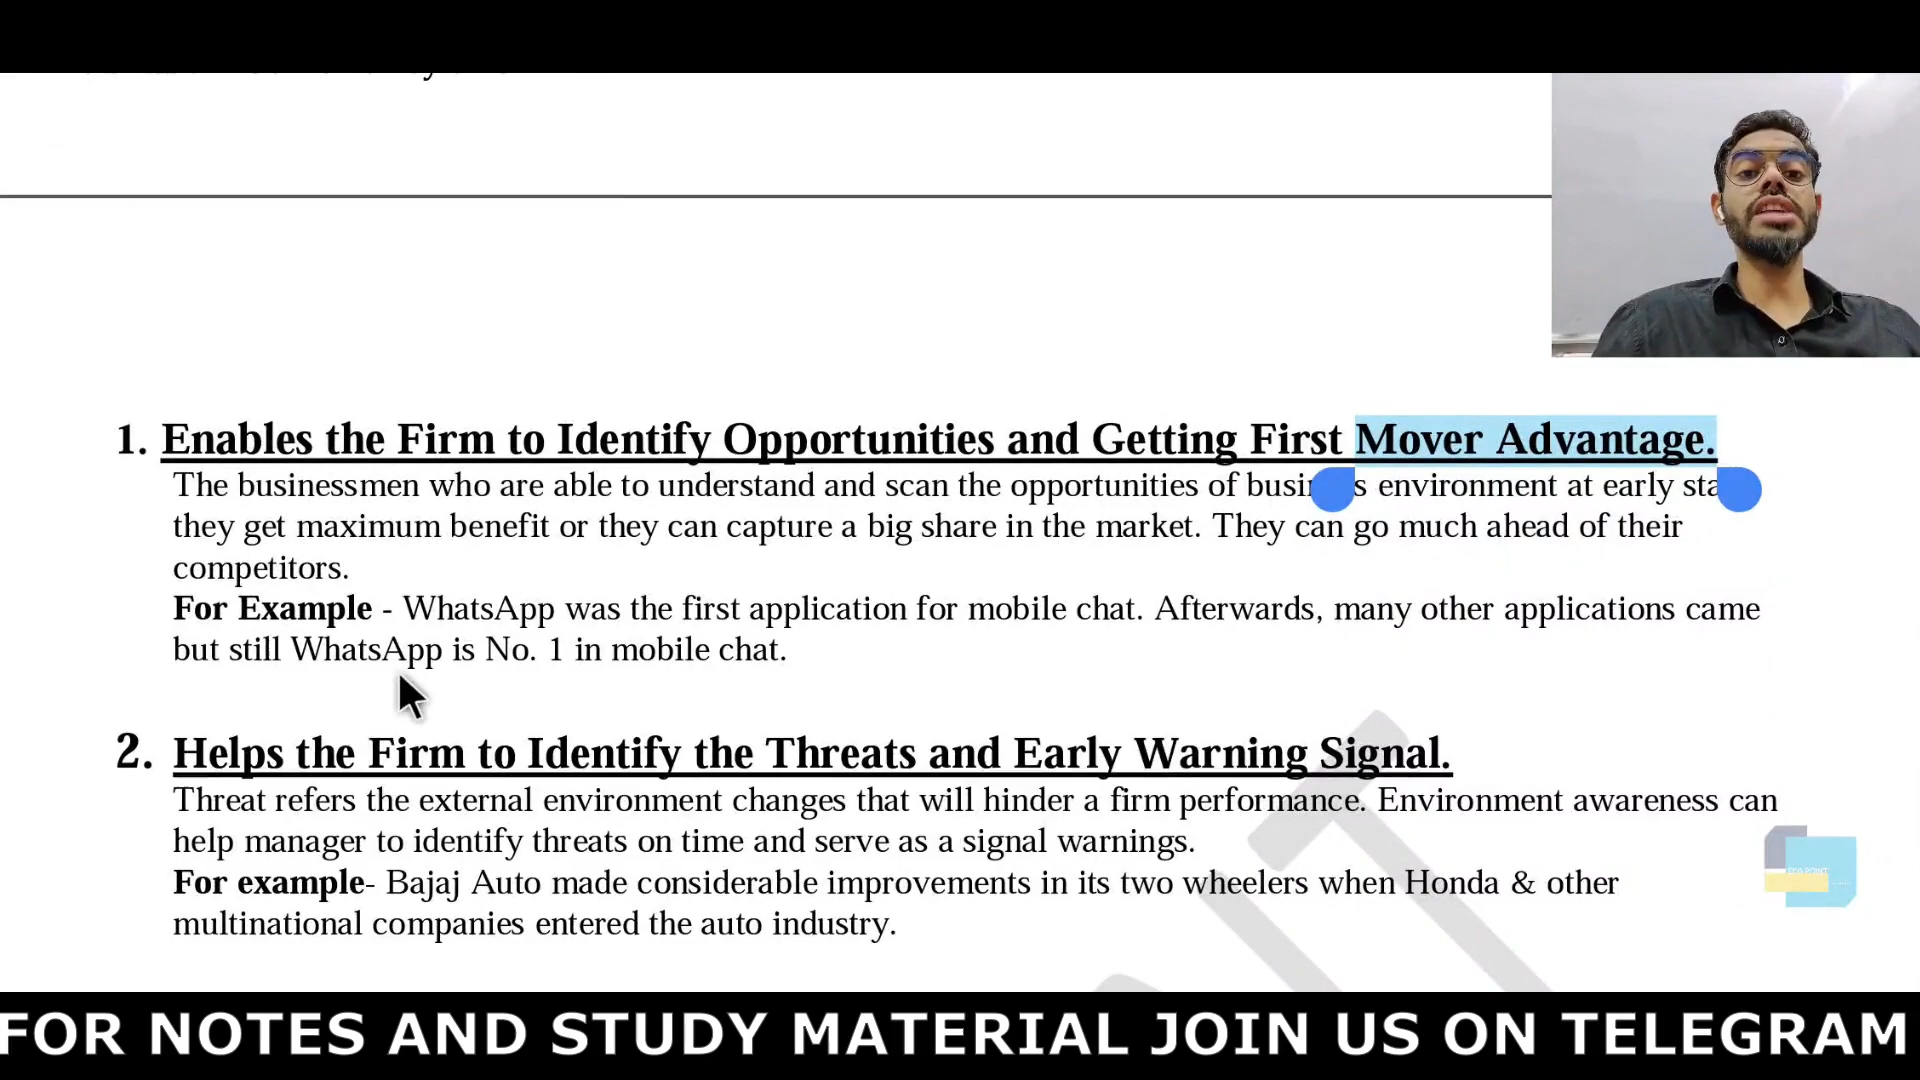 1. Enables the Firm to Identify Opportunities and Getting First Mover Advantage.
The businessmen who are able to understand and scan the opportunities of environment at early
they get maximum benefit or they can capture a big share in the market. They can go much ahead of their
competitors.
For Example - WhatsApp was the first application for mobile chat. Afterwards, many other applications came
but still WhatsApp is No. 1 in mobile chat.
2. Helps the Firm to Identify the Threats and Early Warning Signal.
Threat refers the external environment changes that will hinder a firm performance. Environment awareness can
help manager to identify threats on time and serve as a signal warnings.
For example- Bajaj Auto made considerable improvements in its two wheelers when Honda & other
multinational companies entered the auto industry.
ECO POINT
FOR NOTES AND STUDY MATERIAL JOIN US ON TELEGRAM